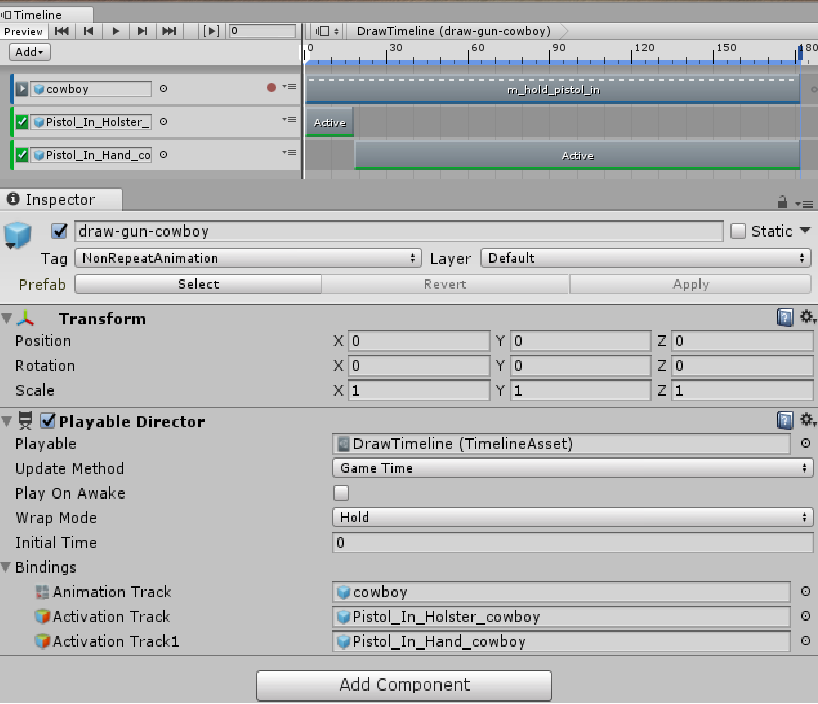 Timeline
Preview 0 DrawTimeline (draw-gun-cowboy)
Add 0 30 60 90 120 150 180
cowboy m_hold_pistol_in
Pistol_In_Holster_ Active
Pistol_In_Hand_co Active
Inspector
draw-gun-cowboy Static
Tag NonRepeatAnimation Layer Default
Prefab Select Revert Apply
Transform
Position X 0 Y 0 Z 0
Rotation X 0 Y 0 Z 0
Scale X 1 Y 1 Z 1
Playable Director
Playable DrawTimeline (TimelineAsset)
Update Method Game Time
Play On Awake
Wrap Mode Hold
Initial Time 0
Bindings
Animation Track cowboy
Activation Track Pistol_In_Holster_cowboy
Activation Track1 Pistol_In_Hand_cowboy
Add Component